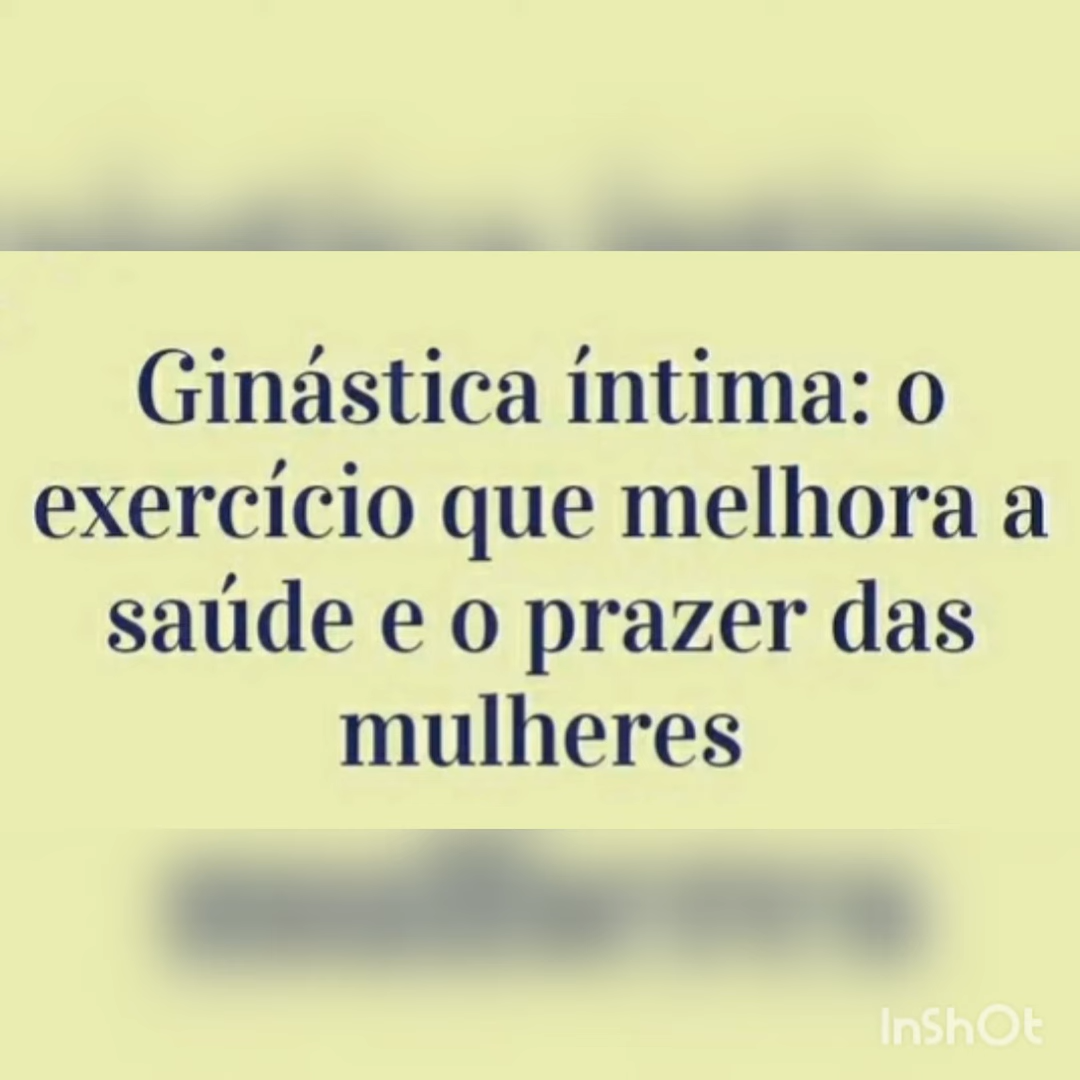 Ginástica íntima: o
exercício que melhora a
saúde e o prazer das
mulheres
InShOt